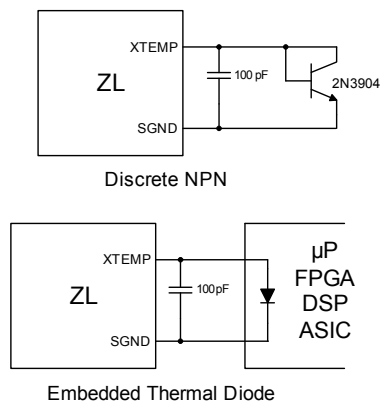 XTEMP
ZL
100 pF
2N3904
SGND
Discrete NPN
XTEMP
µP
FPGA
DSP
ASIC
ZL
100pF
SGND
Embedded Thermal Diode